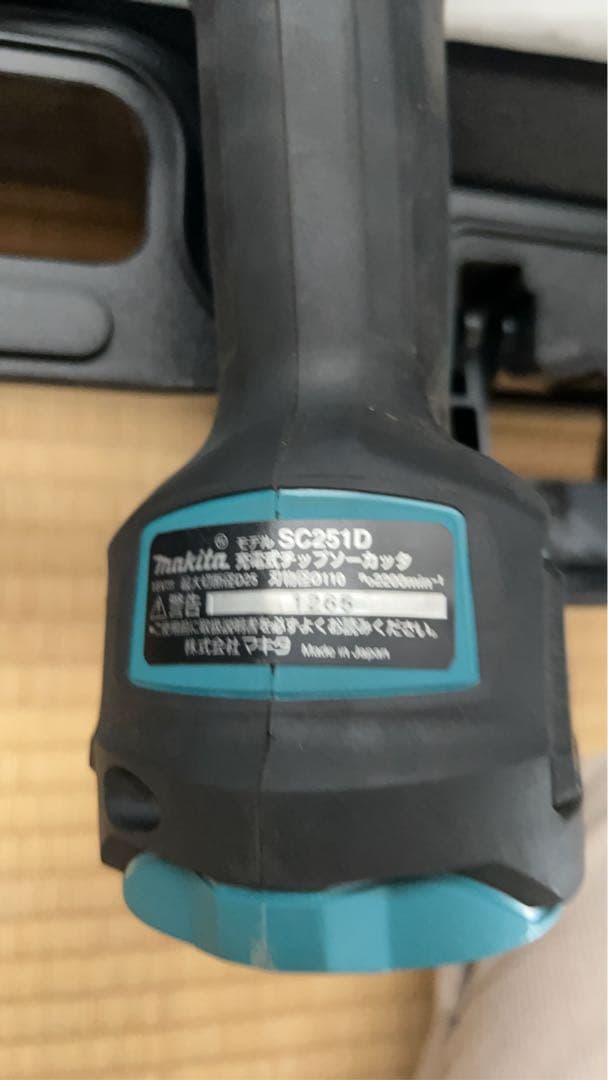 モデル SC251D
makita 充電式チップソーカッタ
18V⎓ 最大切断径D25 刃物径Ø110 n₀2200min⁻¹
⚠警告 1265
ご使用前に取扱説明書を必ずよくお読みください。
株式会社 マキタ Made in Japan